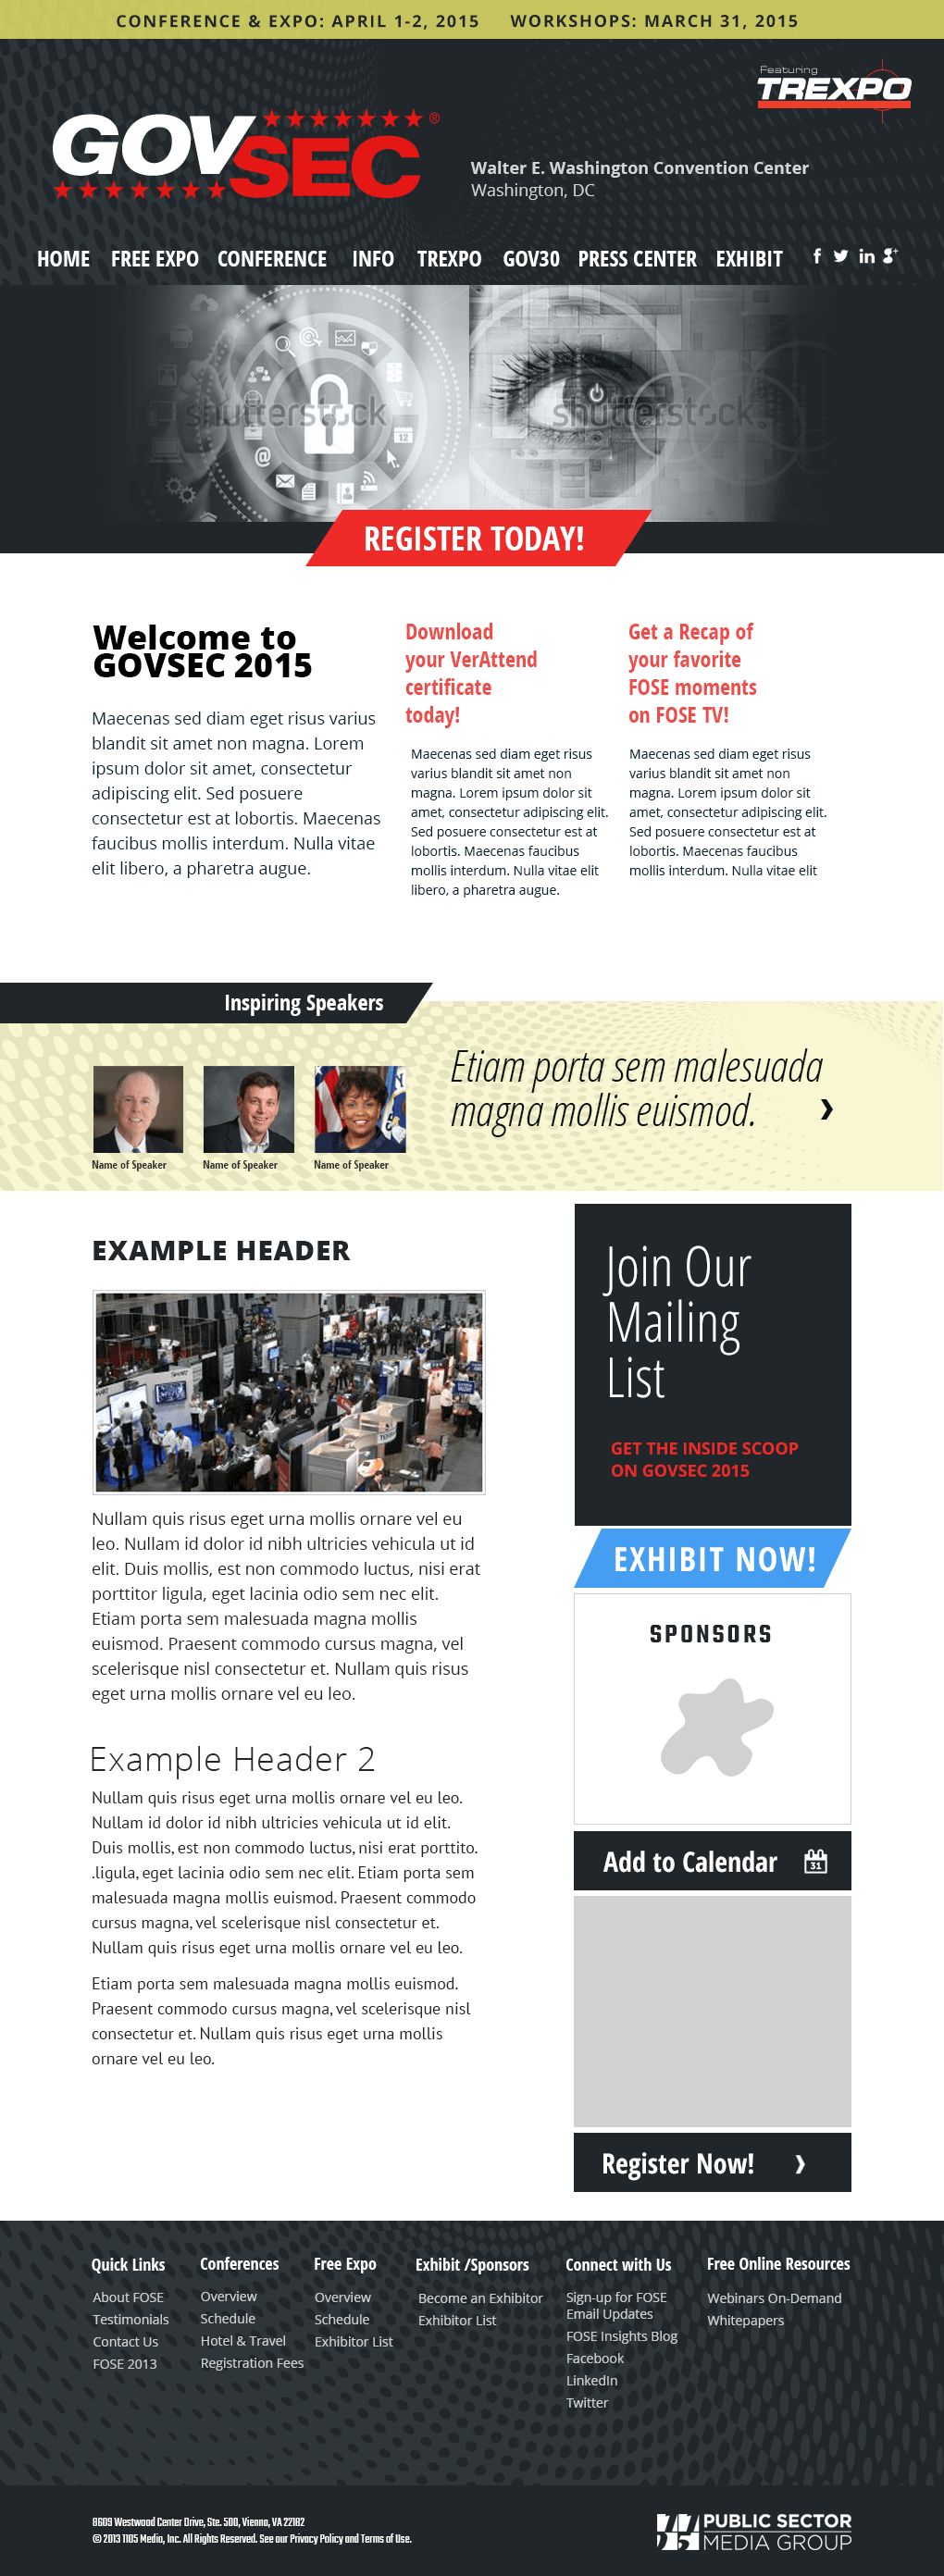 CONFERENCE & EXPO: APRIL 1-2, 2015 WORKSHOPS: MARCH 31, 2015
Featuring
TREXPO
GOVSEC®
Walter E. Washington Convention Center
Washington, DC
HOME FREE EXPO CONFERENCE INFO TREXPO GOV30 PRESS CENTER EXHIBIT
shutterstock shutterstock
12
@
REGISTER TODAY!
Welcome to
GOVSEC 2015
Maecenas sed diam eget risus varius
blandit sit amet non magna. Lorem
ipsum dolor sit amet, consectetur
adipiscing elit. Sed posuere
consectetur est at lobortis. Maecenas
faucibus mollis interdum. Nulla vitae
elit libero, a pharetra augue.
Download
your VerAttend
certificate
today!
Maecenas sed diam eget risus
varius blandit sit amet non
magna. Lorem ipsum dolor sit
amet, consectetur adipiscing elit.
Sed posuere consectetur est at
lobortis. Maecenas faucibus
mollis interdum. Nulla vitae elit
libero, a pharetra augue.
Get a Recap of
your favorite
FOSE moments
on FOSE TV!
Maecenas sed diam eget risus
varius blandit sit amet non
magna. Lorem ipsum dolor sit
amet, consectetur adipiscing elit.
Sed posuere consectetur est at
lobortis. Maecenas faucibus
mollis interdum. Nulla vitae elit
Inspiring Speakers
Name of Speaker Name of Speaker Name of Speaker
Etiam porta sem malesuada
magna mollis euismod.
EXAMPLE HEADER
Nullam quis risus eget urna mollis ornare vel eu
leo. Nullam id dolor id nibh ultricies vehicula ut id
elit. Duis mollis, est non commodo luctus, nisi erat
porttitor ligula, eget lacinia odio sem nec elit.
Etiam porta sem malesuada magna mollis
euismod. Praesent commodo cursus magna, vel
scelerisque nisl consectetur et. Nullam quis risus
eget urna mollis ornare vel eu leo.
Example Header 2
Nullam quis risus eget urna mollis ornare vel eu leo.
Nullam id dolor id nibh ultricies vehicula ut id elit.
Duis mollis, est non commodo luctus, nisi erat porttito.
.ligula, eget lacinia odio sem nec elit. Etiam porta sem
malesuada magna mollis euismod. Praesent commodo
cursus magna, vel scelerisque nisl consectetur et.
Nullam quis risus eget urna mollis ornare vel eu leo.
Etiam porta sem malesuada magna mollis euismod.
Praesent commodo cursus magna, vel scelerisque nisl
consectetur et. Nullam quis risus eget urna mollis
ornare vel eu leo.
Join Our
Mailing
List
GET THE INSIDE SCOOP
ON GOVSEC 2015
EXHIBIT NOW!
SPONSORS
Add to Calendar 31
Register Now!
Quick Links
About FOSE
Testimonials
Contact Us
FOSE 2013
Conferences
Overview
Schedule
Hotel & Travel
Registration Fees
Free Expo
Overview
Schedule
Exhibitor List
Exhibit /Sponsors
Become an Exhibitor
Exhibitor List
Connect with Us
Sign-up for FOSE
Email Updates
FOSE Insights Blog
Facebook
LinkedIn
Twitter
Free Online Resources
Webinars On-Demand
Whitepapers
8609 Westwood Center Drive, Ste. 500, Vienna, VA 22182
© 2013 1105 Media, Inc. All Rights Reserved. See our Privacy Policy and Terms of Use.
PUBLIC SECTOR
MEDIA GROUP